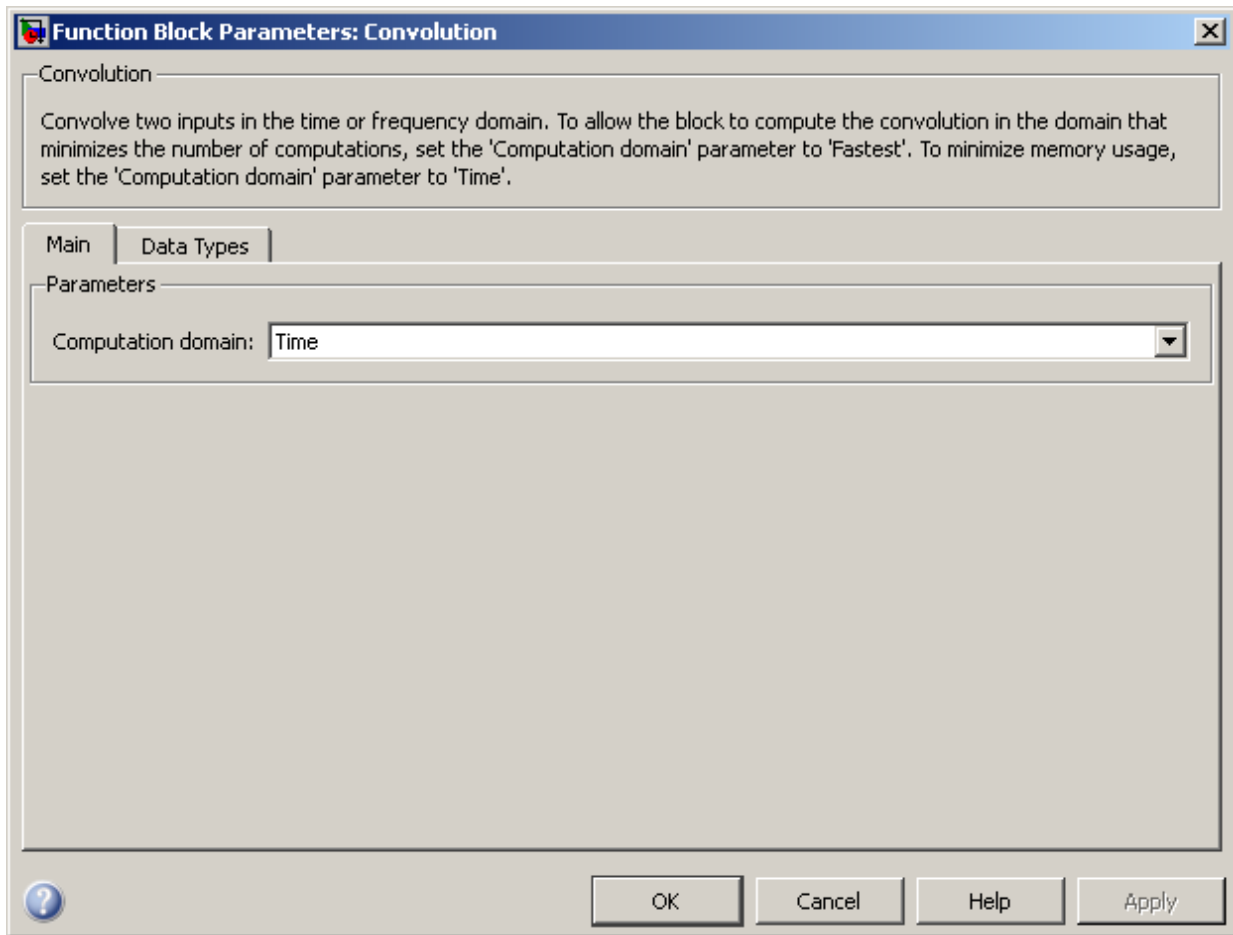 Function Block Parameters: Convolution
Convolution
Convolve two inputs in the time or frequency domain. To allow the block to compute the convolution in the domain that
minimizes the number of computations, set the 'Computation domain' parameter to 'Fastest'. To minimize memory usage,
set the 'Computation domain' parameter to 'Time'.
Main Data Types
Parameters
Computation domain: Time
? OK Cancel Help Apply